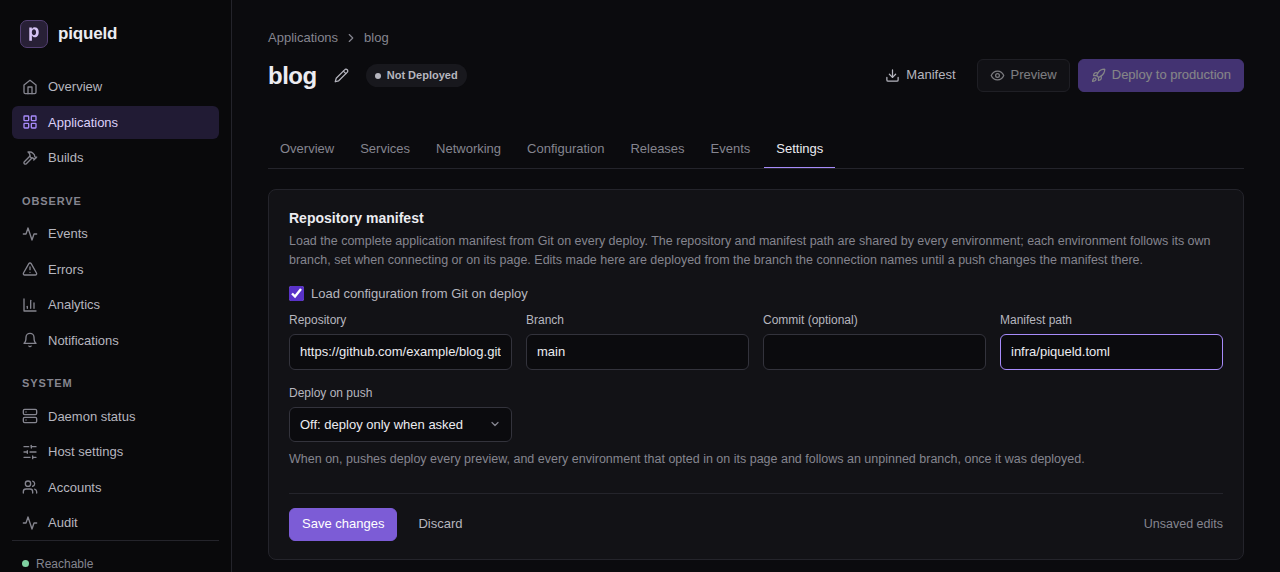 p piqueld
Overview
Applications
Builds
OBSERVE
Events
Errors
Analytics
Notifications
SYSTEM
Daemon status
Host settings
Accounts
Audit
Reachable
Applications > blog
blog Not Deployed
Manifest Preview Deploy to production
Overview Services Networking Configuration Releases Events Settings
Repository manifest
Load the complete application manifest from Git on every deploy. The repository and manifest path are shared by every environment; each environment follows its own
branch, set when connecting or on its page. Edits made here are deployed from the branch the connection names until a push changes the manifest there.
Load configuration from Git on deploy
Repository Branch Commit (optional) Manifest path
https://github.com/example/blog.git main infra/piqueld.toml
Deploy on push
Off: deploy only when asked
When on, pushes deploy every preview, and every environment that opted in on its page and follows an unpinned branch, once it was deployed.
Save changes Discard Unsaved edits